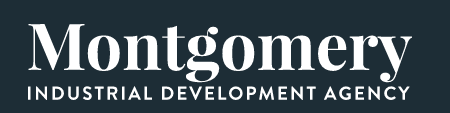 Montgomery
INDUSTRIAL DEVELOPMENT AGENCY